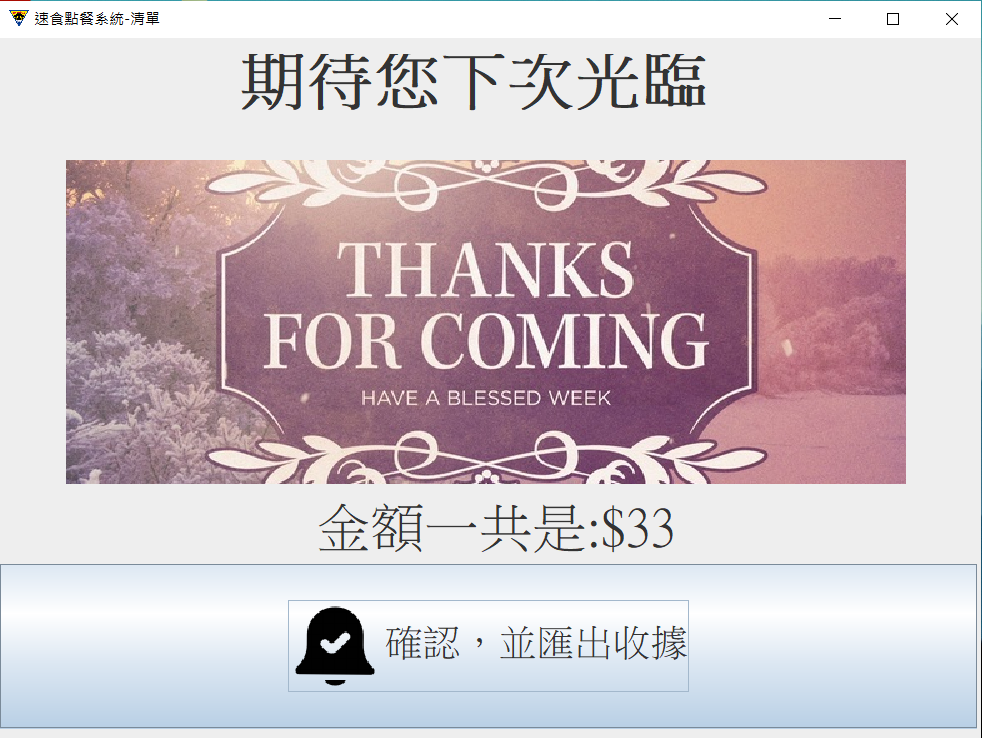 速食點餐系統-清單
期待您下次光臨
THANKS
FOR COMING
HAVE A BLESSED WEEK
金額一共是:$33
確認，並匯出收據